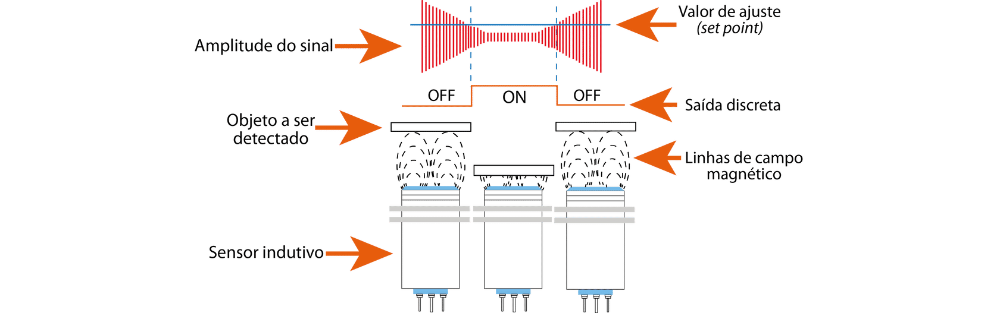 Valor de ajuste
(set point)
Amplitude do sinal
OFF
ON
OFF
Saída discreta
Objeto a ser
detectado
Linhas de campo
magnético
Sensor indutivo